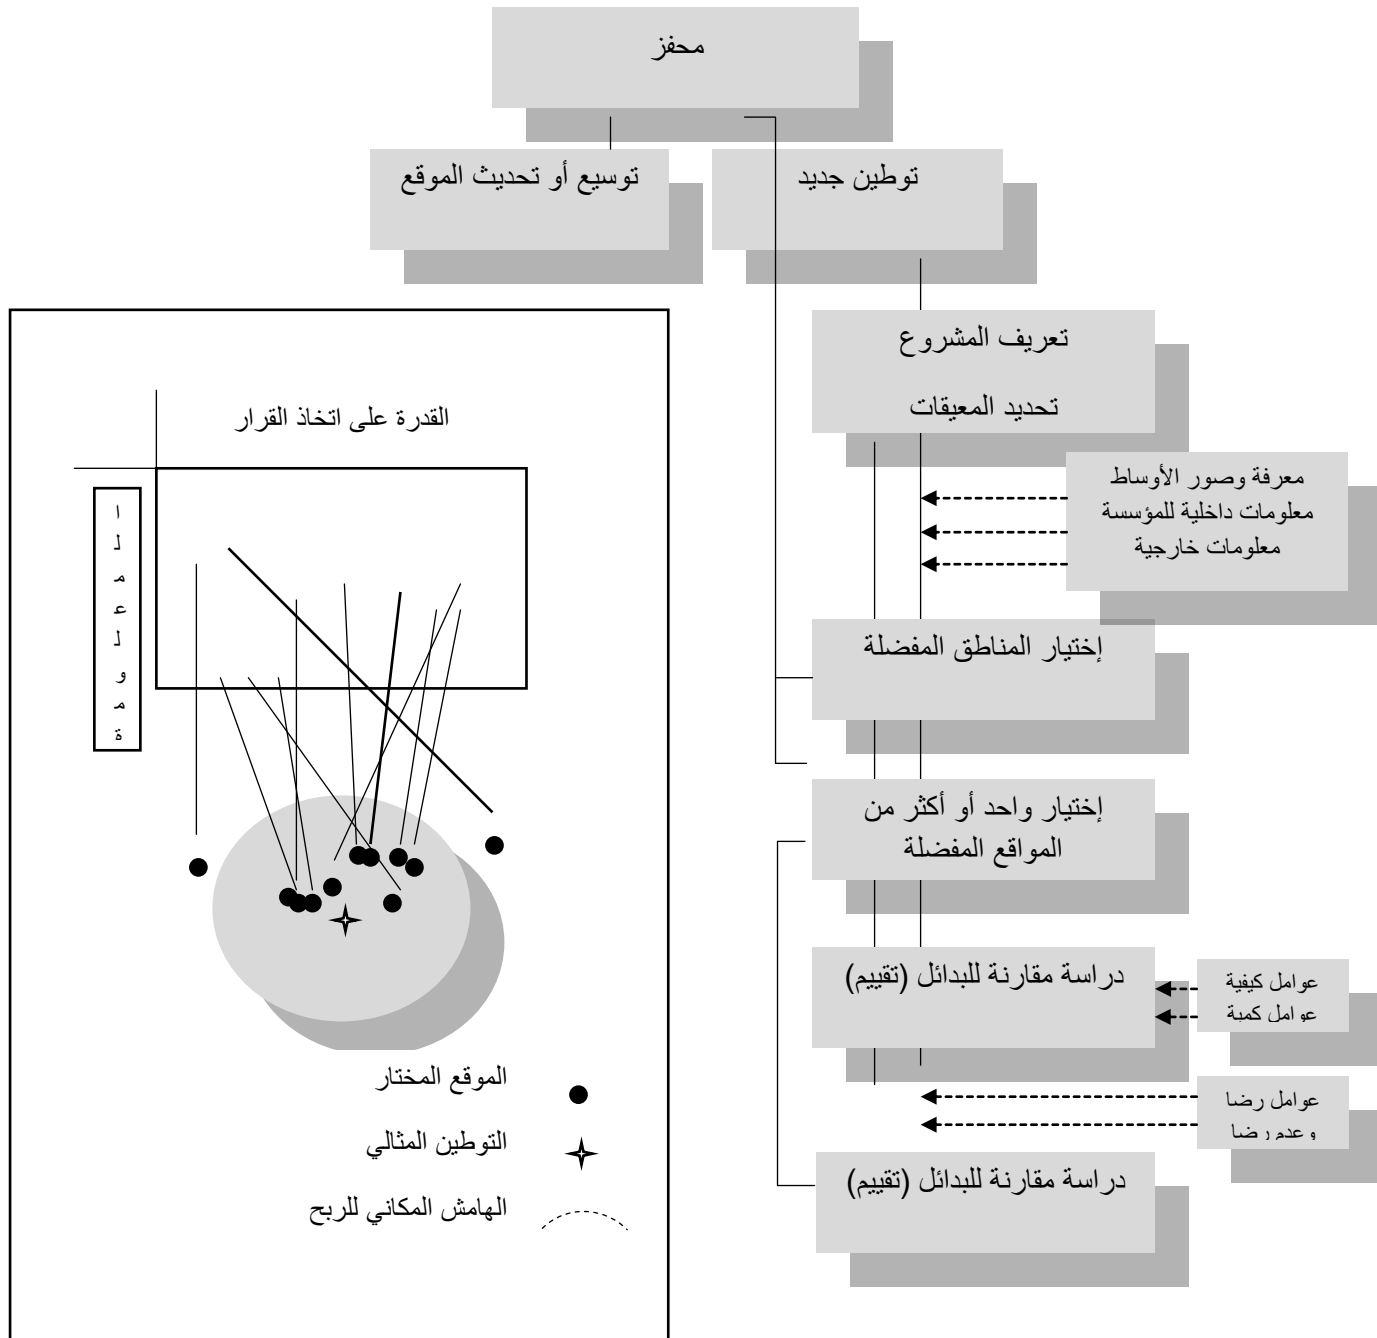 محفز
توطين جديد
توسيع أو تحديث الموقع
تعريف المشروع
تحديد المعيقات
معرفة وصور الأوساط
معلومات داخلية للمؤسسة
معلومات خارجية
إختيار المناطق المفضلة
إختيار واحد أو أكثر من
المواقع المفضلة
دراسة مقارنة للبدائل (تقييم)
عوامل كيفية
عوامل كمية
عوامل رضا
وعدم رضا
دراسة مقارنة للبدائل (تقييم)
القدرة على اتخاذ القرار
ا
ل
م
ع
ل
و
م
ة
الموقع المختار
التوطين المثالي
الهامش المكاني للربح